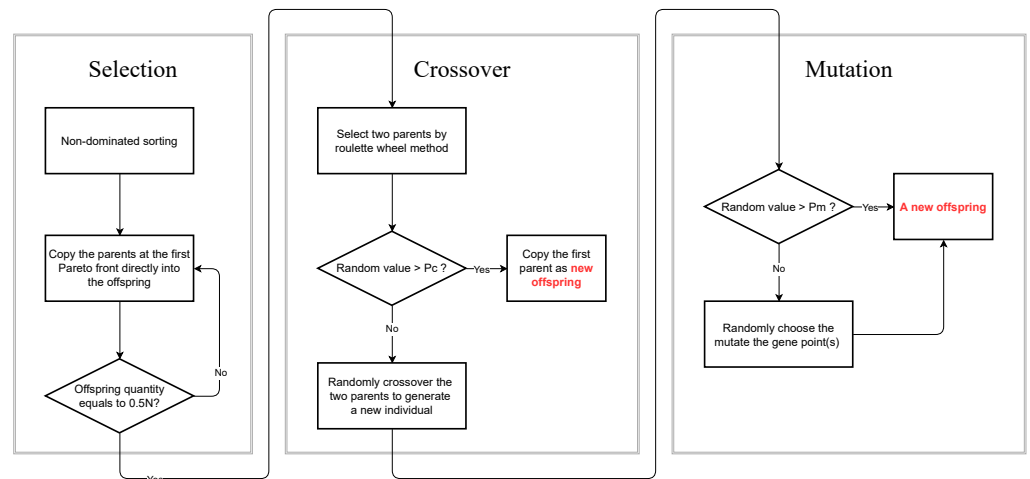 Selection
Non-dominated sorting
Copy the parents at the first
Pareto front directly into
the offspring
No
Offspring quantity
equals to 0.5N?
Yes
Crossover
Select two parents by
roulette wheel method
Random value > Pc ?
Yes
Copy the first
parent as new
offspring
No
Randomly crossover the
two parents to generate
a new individual
Mutation
Random value > Pm ?
Yes
A new offspring
No
Randomly choose the
mutate the gene point(s)